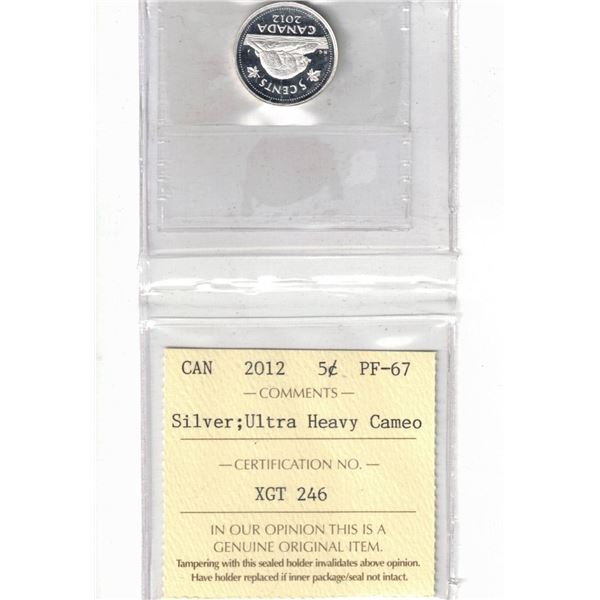 5 CENTS
CANADA
2012
CAN 2012 5¢ PF-67
— COMMENTS —
Silver;Ultra Heavy Cameo
— CERTIFICATION NO. —
XGT 246
IN OUR OPINION THIS IS A
GENUINE ORIGINAL ITEM.
Tampering with this sealed holder invalidates above opinion.
Have holder replaced if inner package/seal not intact.